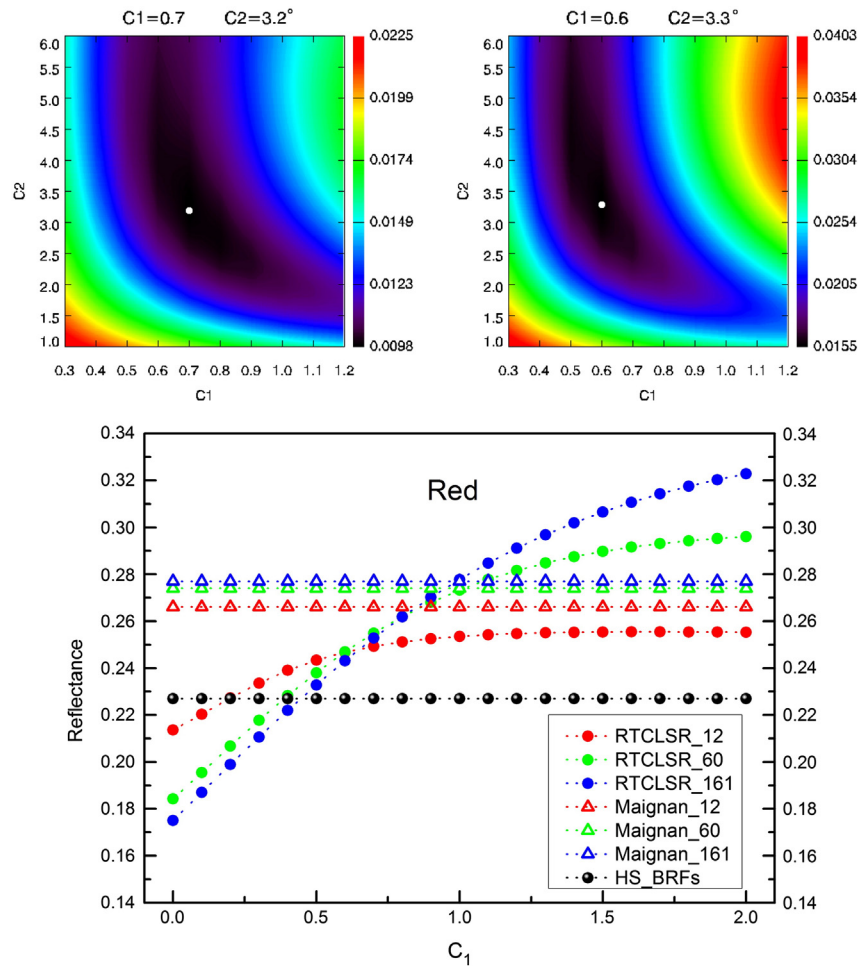 C1=0.7 C2=3.2°
C1=0.6 C2=3.3°
6.0
5.5
5.0
4.5
4.0
3.5
3.0
2.5
2.0
1.5
1.0
C2
0.3 0.4 0.5 0.6 0.7 0.8 0.9 1.0 1.1 1.2
C1
0.0225
0.0199
0.0174
0.0149
0.0123
0.0098
6.0
5.5
5.0
4.5
4.0
3.5
3.0
2.5
2.0
1.5
1.0
C2
0.3 0.4 0.5 0.6 0.7 0.8 0.9 1.0 1.1 1.2
C1
0.0403
0.0354
0.0304
0.0254
0.0205
0.0155
Red
Reflectance
0.34
0.32
0.30
0.28
0.26
0.24
0.22
0.20
0.18
0.16
0.14
0.34
0.32
0.30
0.28
0.26
0.24
0.22
0.20
0.18
0.16
0.14
RTCLSR_12
RTCLSR_60
RTCLSR_161
Maignan_12
Maignan_60
Maignan_161
HS_BRFs
0.0 0.5 1.0 1.5 2.0
C1